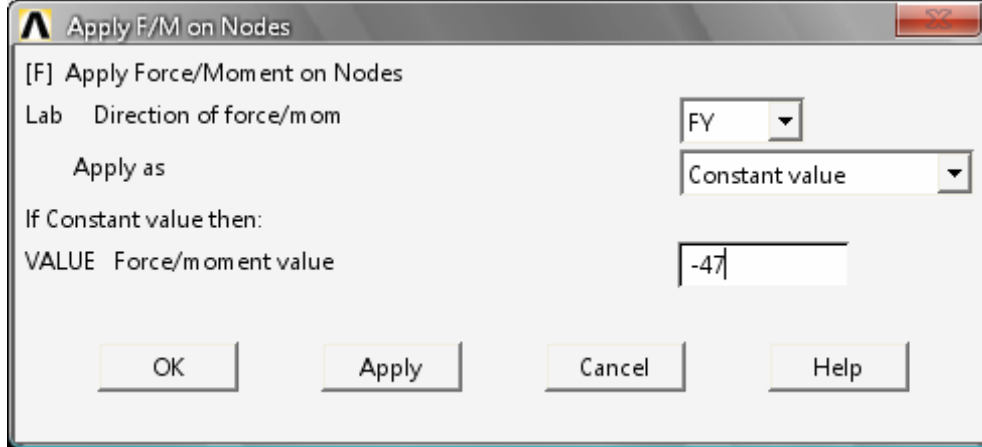 Apply F/M on Nodes
[F] Apply Force/Moment on Nodes
Lab Direction of force/mom FY
Apply as Constant value
If Constant value then:
VALUE Force/moment value -47
OK Apply Cancel Help